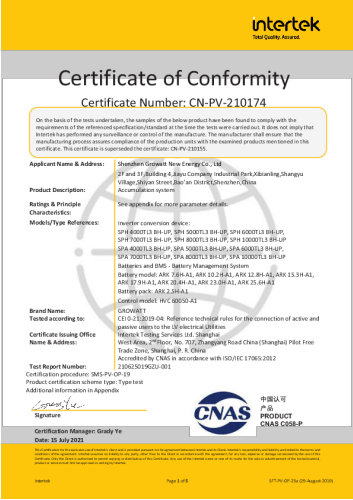 intertek
Total Quality. Assured.
Certificate of Conformity
Certificate Number: CN-PV-210174
On the basis of the tests undertaken, the samples of the below product have been found to comply with the
requirements of the referenced specification/standard at the time the tests were carried out. It does not imply that
Intertek has performed any surveillance or control of the manufacture. The manufacturer shall ensure that the
manufacturing process assures compliance of the production units with the examined products mentioned in this
certificate. This certificate is superseded the certificate: CN-PV-210155.
Applicant Name & Address: Shenzhen Growatt New Energy Co., Ltd
2F and 3F,Building 4,Jiayu Company Industrial Park,Xibianling,Shangyu
Village,Shiyan Street,Bao'an District,Shenzhen,China
Product Description: Accumulation system
Ratings & Principle See appendix for more parameter details.
Characteristics:
Models/Type References: Inverter conversion device:
SPH 4000TL3 BH-UP, SPH 5000TL3 BH-UP, SPH 6000TL3 BH-UP,
SPH 7000TL3 BH-UP, SPH 8000TL3 BH-UP, SPH 10000TL3 BH-UP
SPA 4000TL3 BH-UP, SPA 5000TL3 BH-UP, SPA 6000TL3 BH-UP,
SPA 7000TL3 BH-UP, SPA 8000TL3 BH-UP, SPA 10000TL3 BH-UP
Batteries and BMS - Battery Management System
Battery model: ARK 7.6H-A1, ARK 10.2H-A1, ARK 12.8H-A1, ARK 15.3H-A1,
ARK 17.9H-A1, ARK 20.4H-A1, ARK 23.0H-A1, ARK 25.6H-A1
Battery pack: ARK 2.5H-A1
Control model: HVC 60050-A1
Brand Name: GROWATT
Tested according to: CEI 0-21:2019-04: Reference technical rules for the connection of active and
passive users to the LV electrical Utilities
Certificate Issuing Office Intertek Testing Services Ltd. Shanghai
Name & Address: West Area, 2nd Floor, No. 707, Zhangyang Road China (Shanghai) Pilot Free
Trade Zone, Shanghai, P. R. China
Accredited by CNAS in accordance with ISO/IEC 17065:2012
Test Report Number: 210625019GZU-001
Certification procedure: SMS-PV-OP-19
Product certification scheme type: Type test
Additional information in Appendix
Signature
CNAS
中国认可
产品
PRODUCT
CNAS C058-P
Certification Manager: Grady Ye
Date: 15 July 2021
Intertek
Page 1 of 6